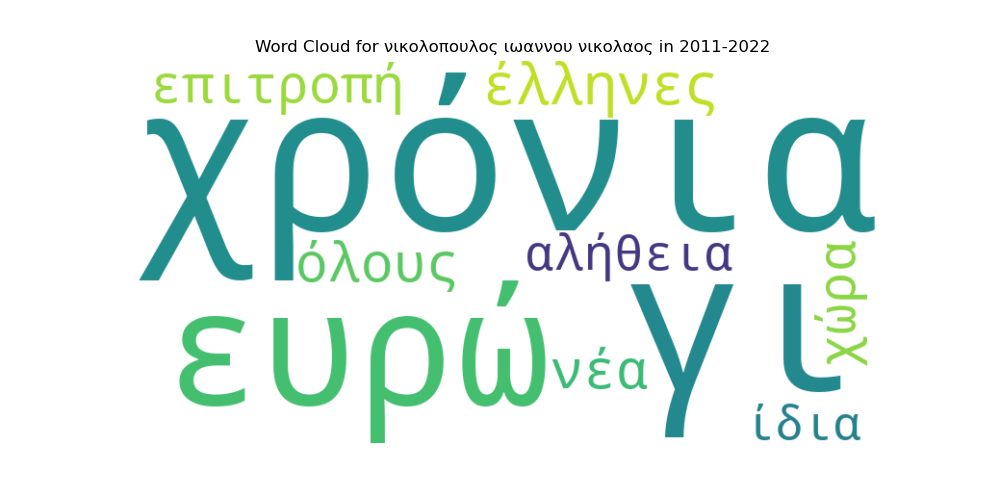 Word Cloud for νικολοπουλος ιωαννου νικολαος in 2011-2022
επιτροπή έλληνες
χρόνια
όλους αλήθεια
χώρα
ευρώ γι
νέα
ίδια